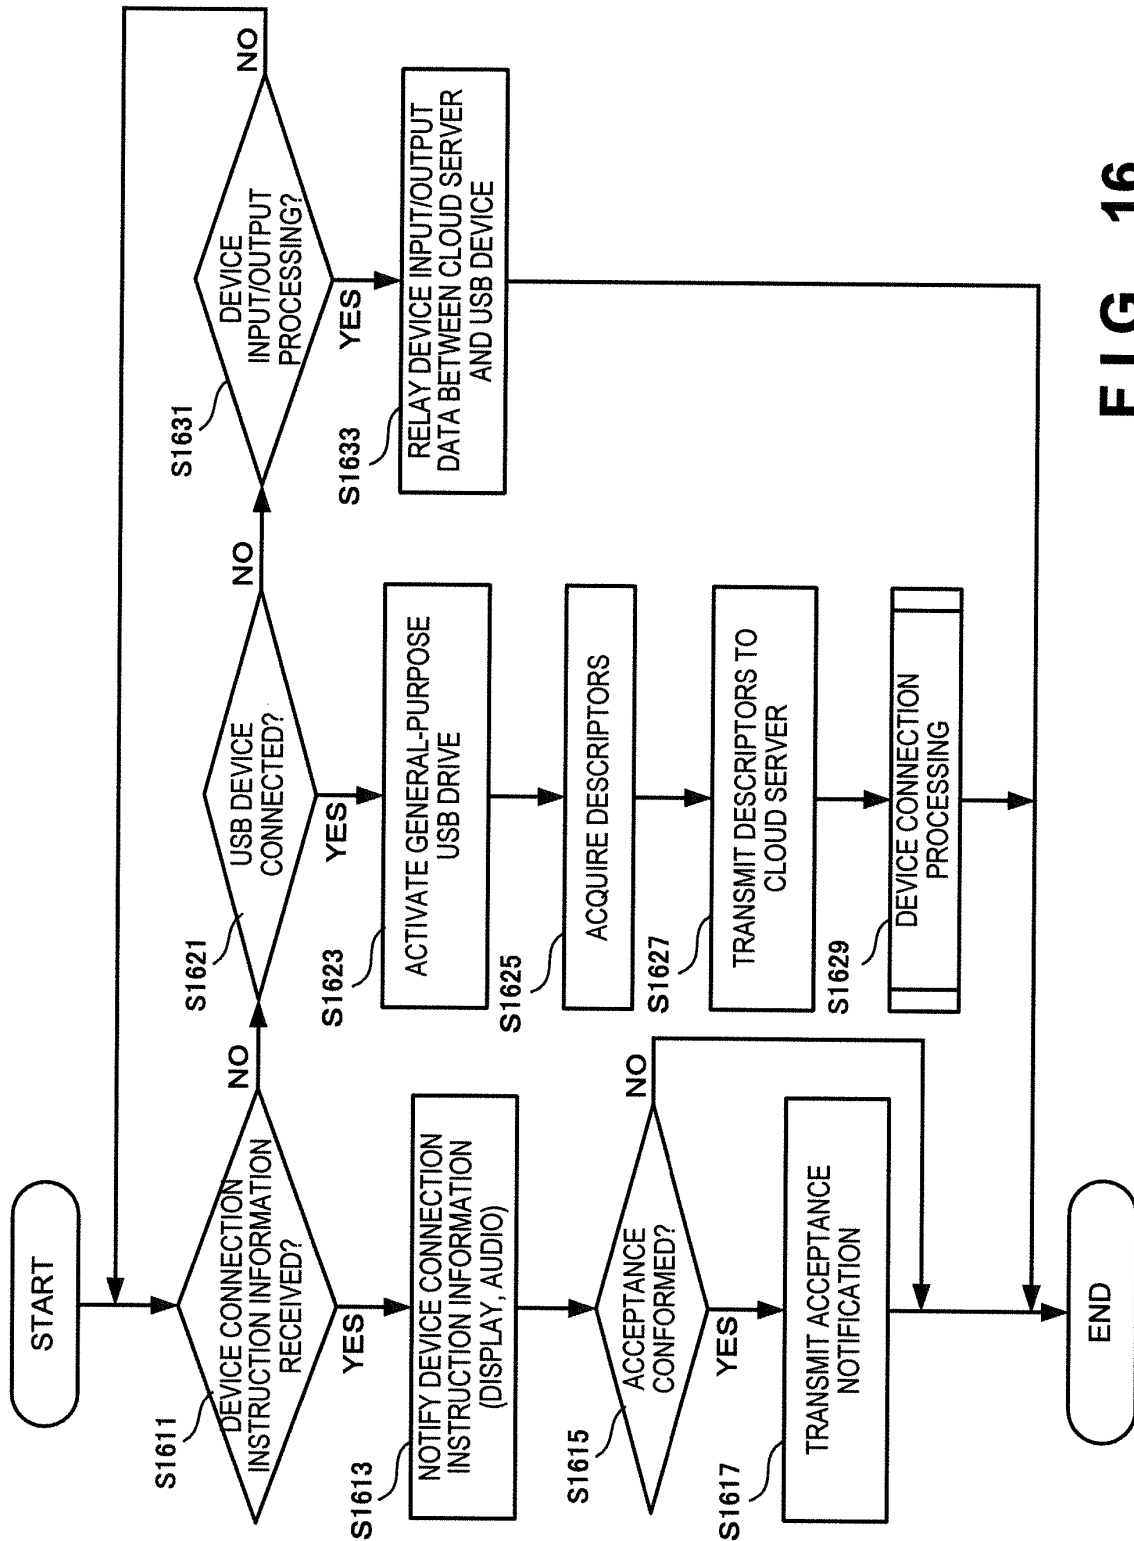 START
S1611
DEVICE CONNECTION
INSTRUCTION INFORMATION
RECEIVED?
NO
YES
S1613
NOTIFY DEVICE CONNECTION
INSTRUCTION INFORMATION
(DISPLAY, AUDIO)
S1615
ACCEPTANCE
CONFORMED?
NO
YES
S1617
TRANSMIT ACCEPTANCE
NOTIFICATION
END
S1621
USB DEVICE
CONNECTED?
NO
YES
S1623
ACTIVATE GENERAL-PURPOSE
USB DRIVE
S1625
ACQUIRE DESCRIPTORS
S1627
TRANSMIT DESCRIPTORS TO
CLOUD SERVER
S1629
DEVICE CONNECTION
PROCESSING
S1631
DEVICE
INPUT/OUTPUT
PROCESSING?
NO
YES
S1633
RELAY DEVICE INPUT/OUTPUT
DATA BETWEEN CLOUD SERVER
AND USB DEVICE
FIG 16